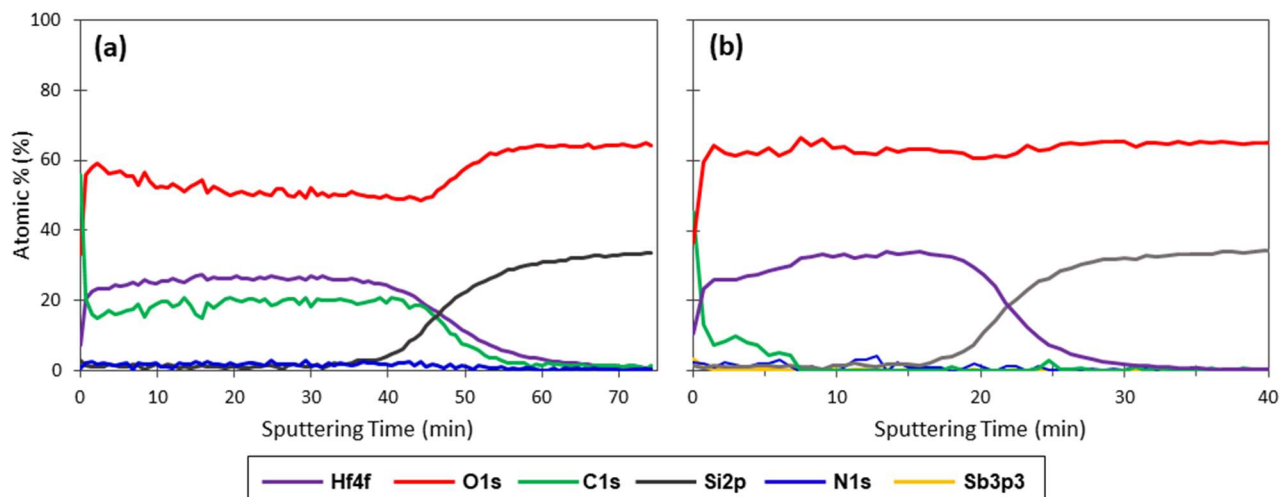 (a)
(b)
Atomic % (%)
100
80
60
40
20
0
0 10 20 30 40 50 60 70
0 10 20 30 40
Sputtering Time (min)
Sputtering Time (min)
Hf4f O1s C1s Si2p N1s Sb3p3